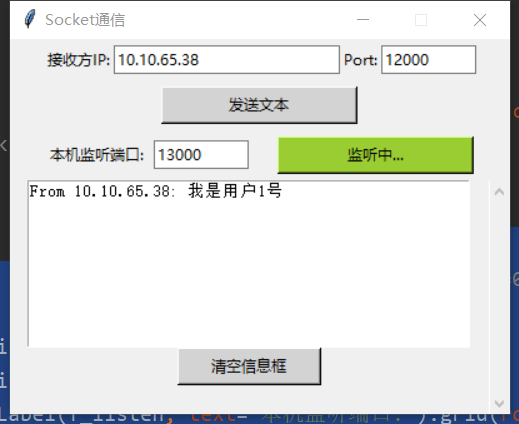 Socket通信
接收方IP: 10.10.65.38 Port: 12000
发送文本
本机监听端口: 13000 监听中...
From 10.10.65.38: 我是用户1号
清空信息框